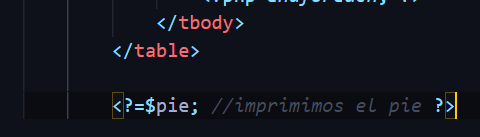 </tbody>
</table>
<?=$pie; //imprimimos el pie ?>